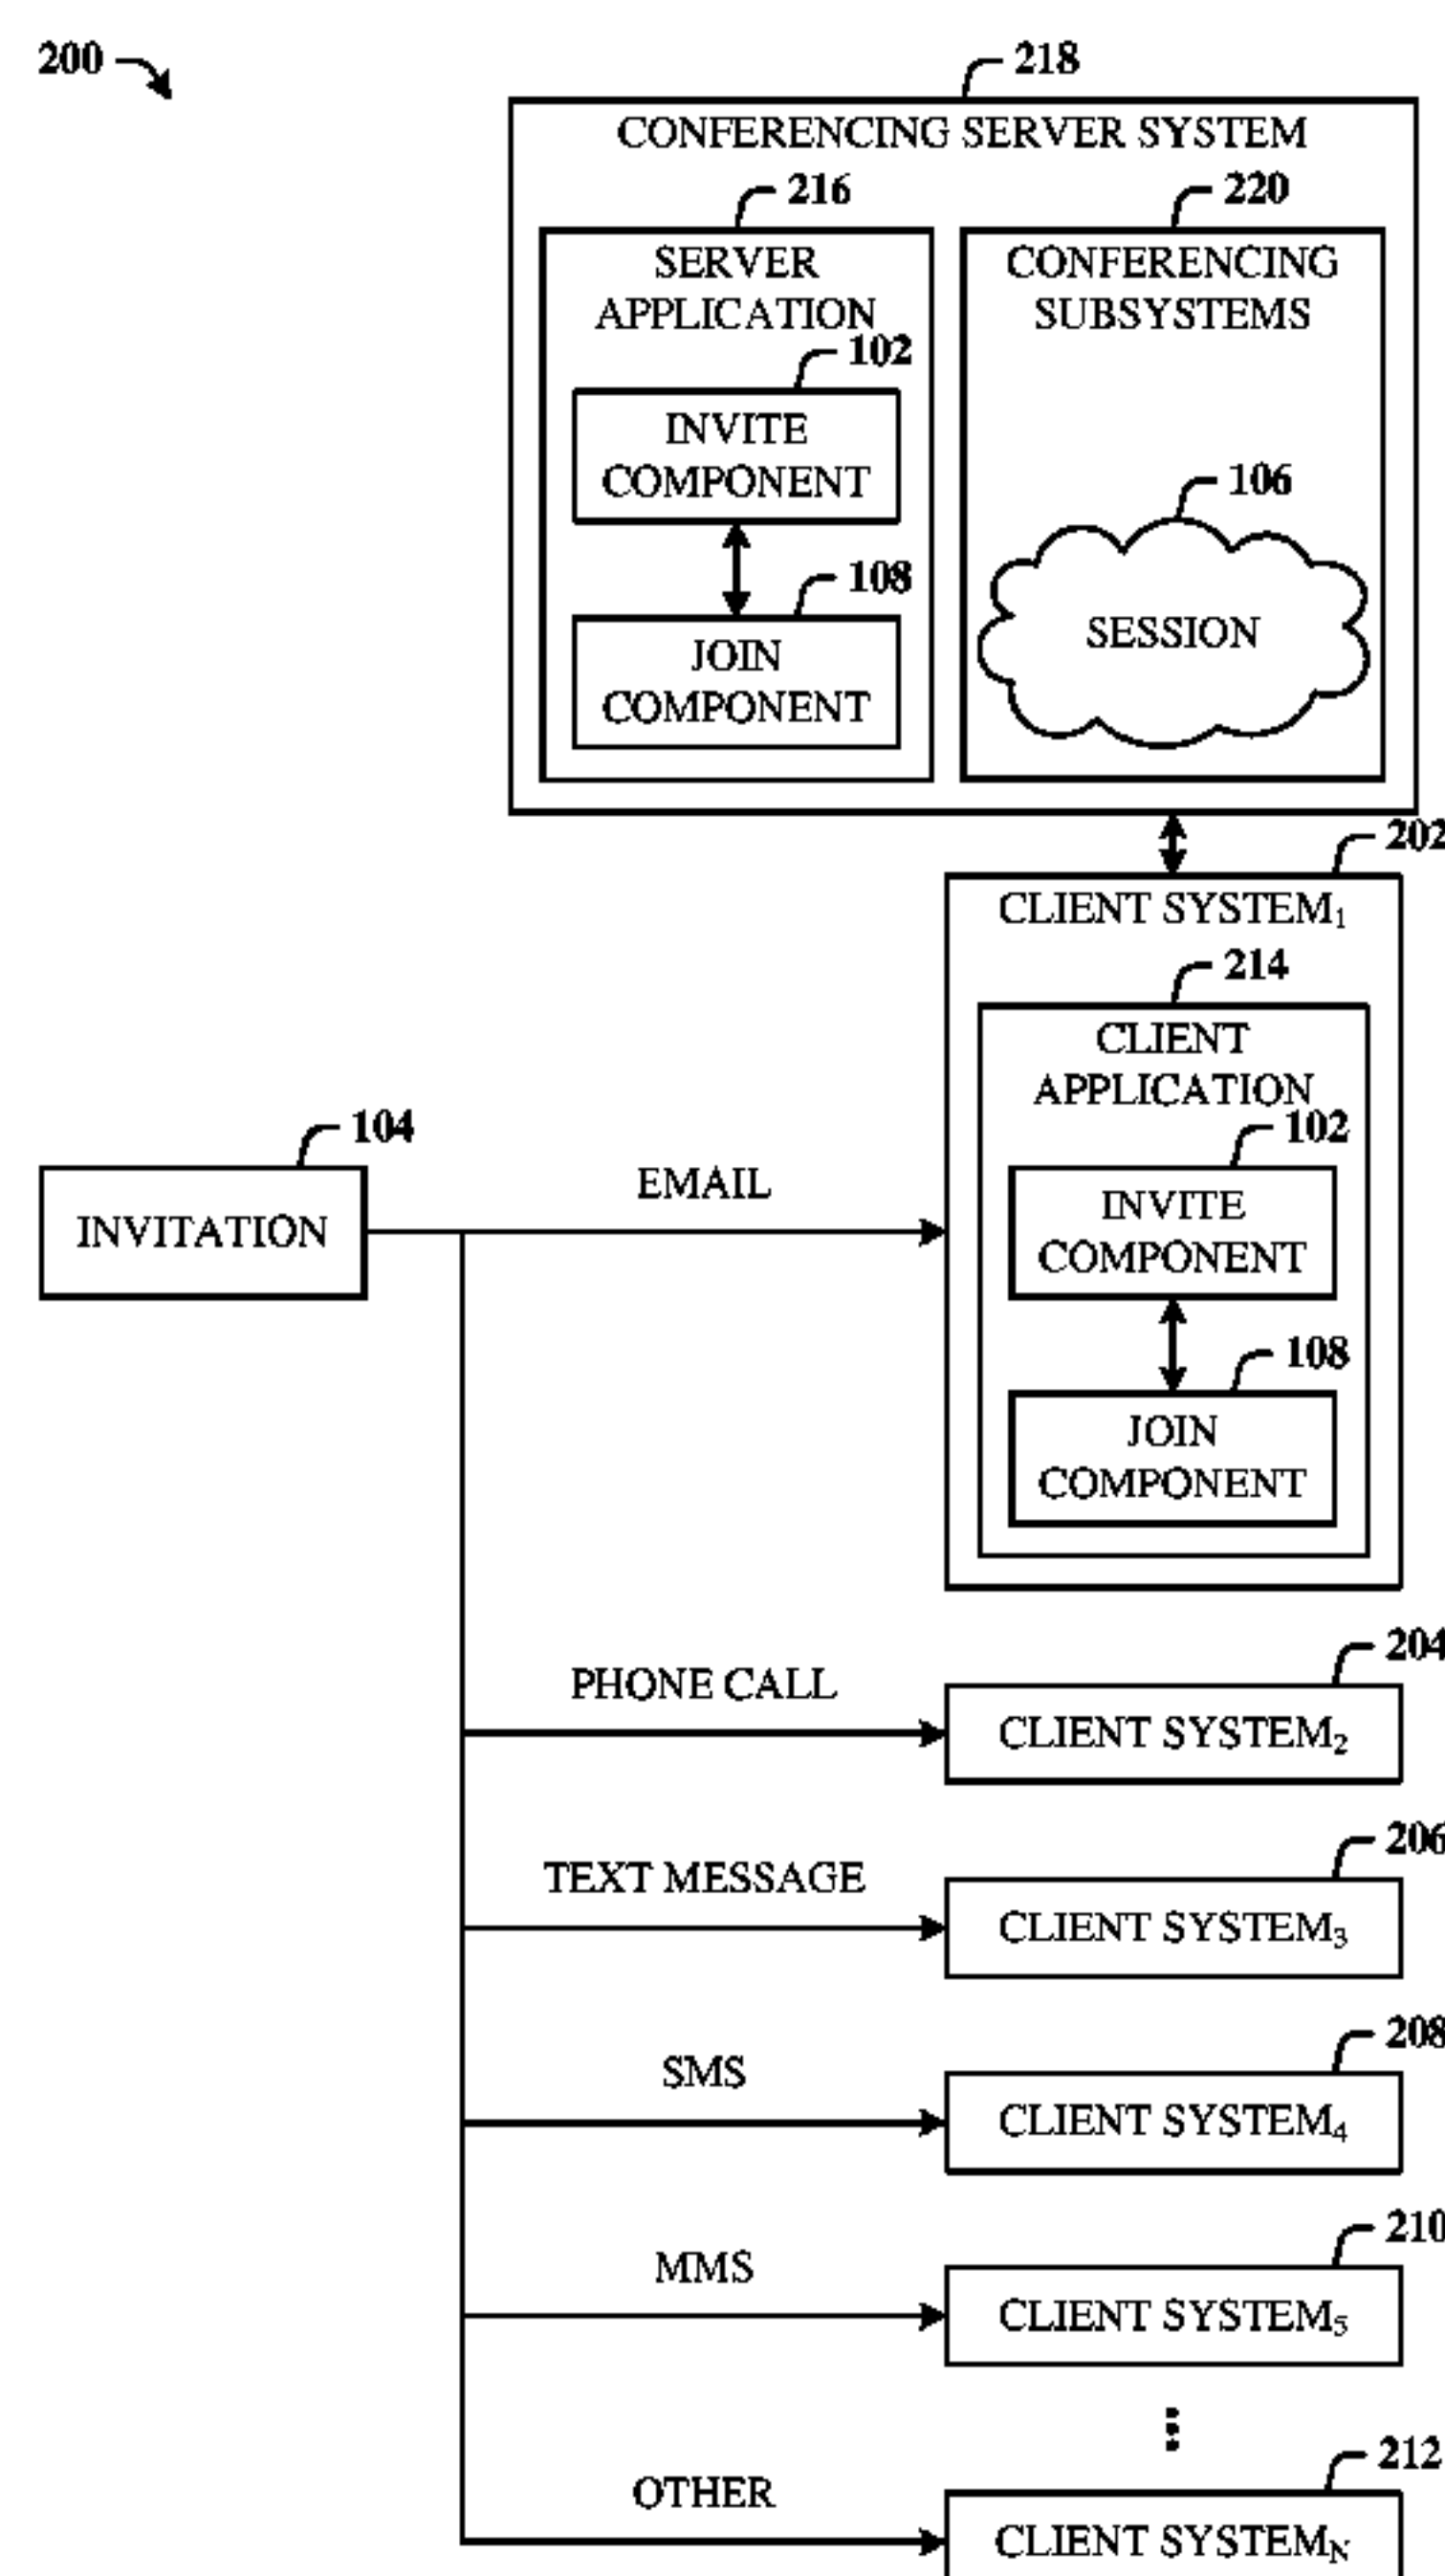 200
218
CONFERENCING SERVER SYSTEM
216
220
SERVER
APPLICATION
CONFERENCING
SUBSYSTEMS
102
INVITE
COMPONENT
106
108
SESSION
JOIN
COMPONENT
202
CLIENT SYSTEM₁
214
CLIENT
APPLICATION
104
102
INVITATION
EMAIL
INVITE
COMPONENT
108
JOIN
COMPONENT
204
PHONE CALL
CLIENT SYSTEM₂
206
TEXT MESSAGE
CLIENT SYSTEM₃
208
SMS
CLIENT SYSTEM₄
210
MMS
CLIENT SYSTEM₅
212
OTHER
CLIENT SYSTEM_N